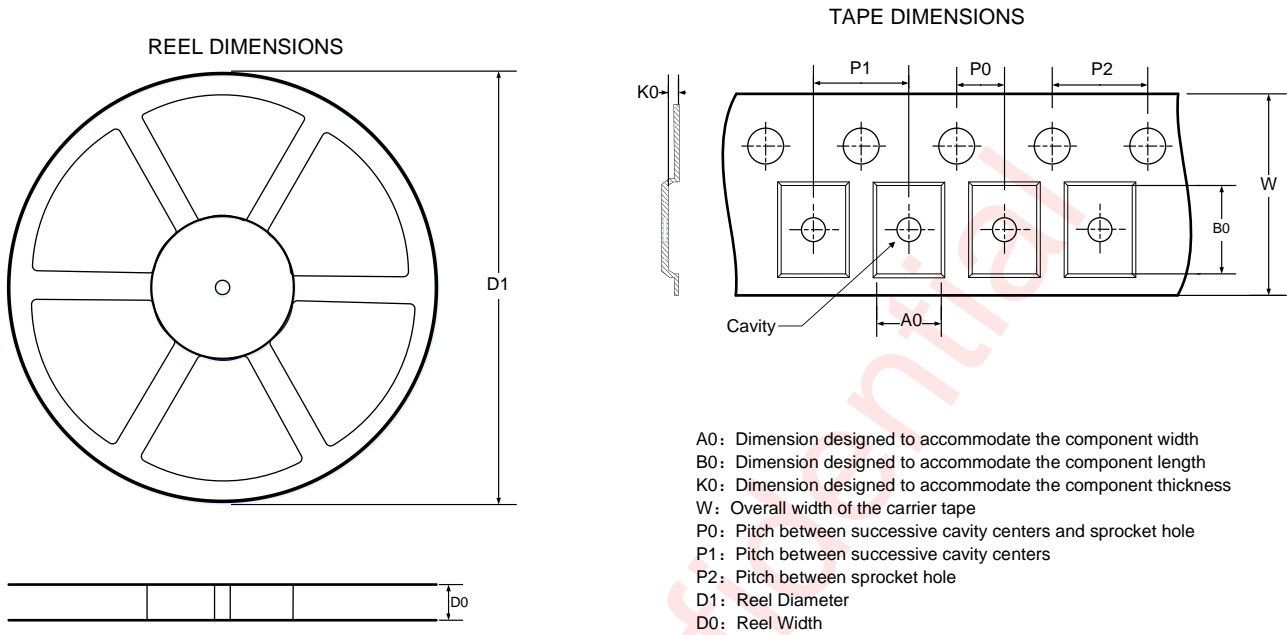 TAPE DIMENSIONS
REEL DIMENSIONS
P1
P0
P2
K0
W
B0
D1
Cavity
A0
A0：Dimension designed to accommodate the component width
B0：Dimension designed to accommodate the component length
K0：Dimension designed to accommodate the component thickness
W：Overall width of the carrier tape
P0：Pitch between successive cavity centers and sprocket hole
P1：Pitch between successive cavity centers
P2：Pitch between sprocket hole
D1：Reel Diameter
D0：Reel Width
D0
fidential